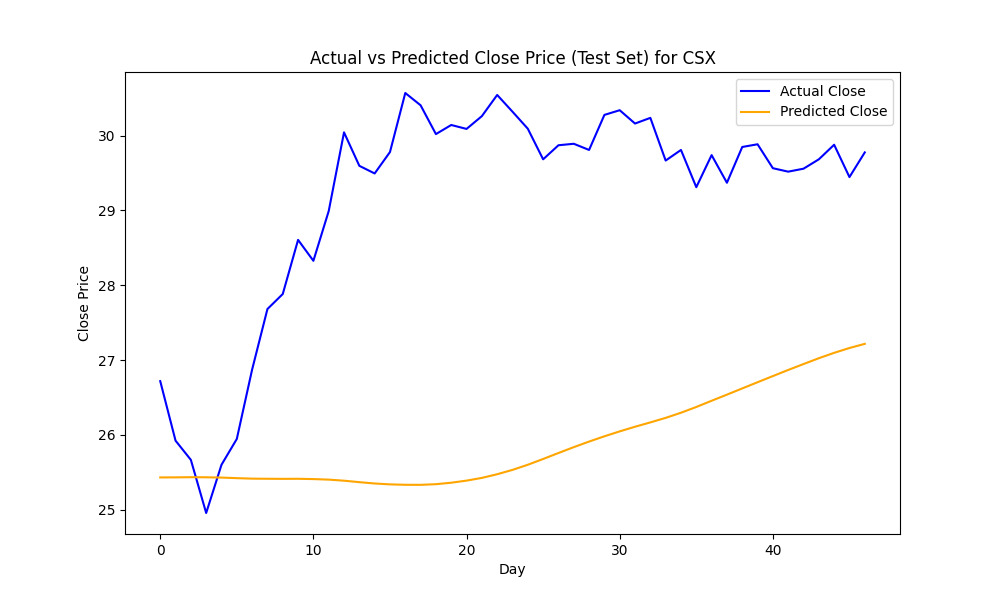 Actual vs Predicted Close Price (Test Set) for CSX
Actual Close
Predicted Close
Close Price
30
29
28
27
26
25
0 10 20 30 40
Day